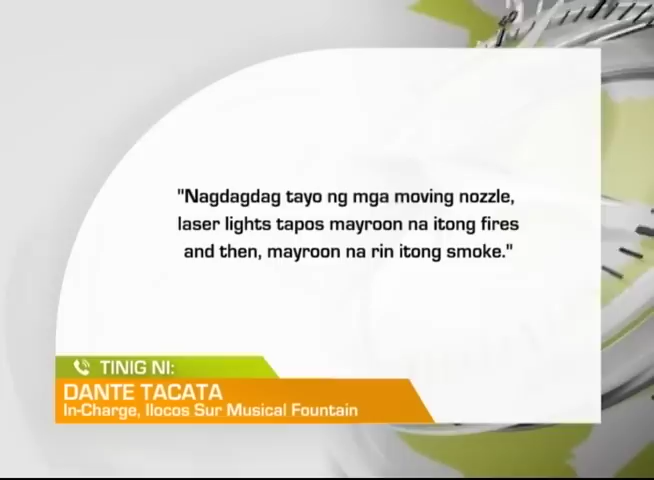 "Nagdagdag tayo ng mga moving nozzle,
laser lights tapos mayroon na itong fires
and then, mayroon na rin itong smoke."
TINIG NI:
DANTE TACATA
In-Charge, Ilocos Sur Musical Fountain